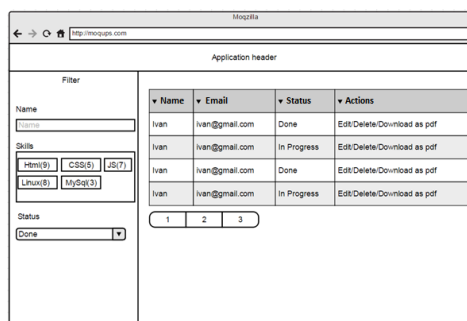 Moqzilla
http://moqups.com
Application header
Filter
Name
Name
Skills
Html(9) CSS(5) JS(7)
Linux(8) MySql(3)
Status
Done
Name Email Status Actions
Ivan ivan@gmail.com Done Edit/Delete/Download as pdf
Ivan ivan@gmail.com In Progress Edit/Delete/Download as pdf
Ivan ivan@gmail.com Done Edit/Delete/Download as pdf
Ivan ivan@gmail.com In Progress Edit/Delete/Download as pdf
1 2 3